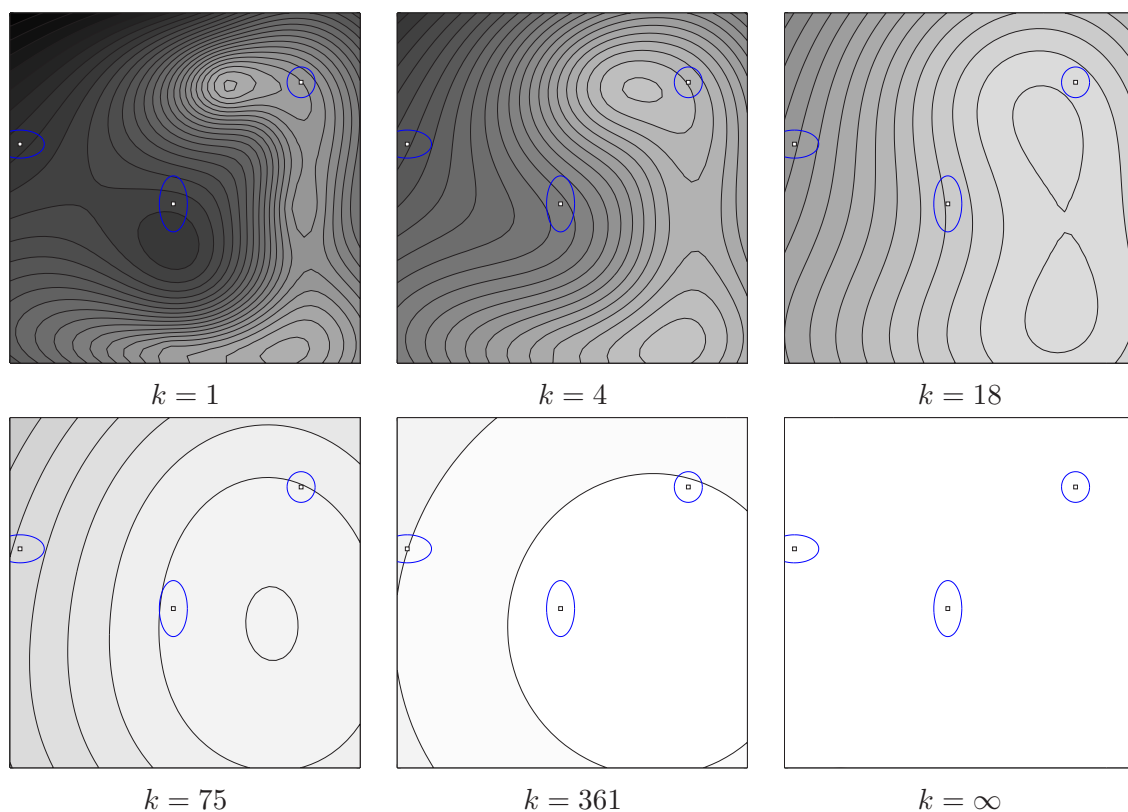 k = 1
k = 4
k = 18
k = 75
k = 361
k = ∞